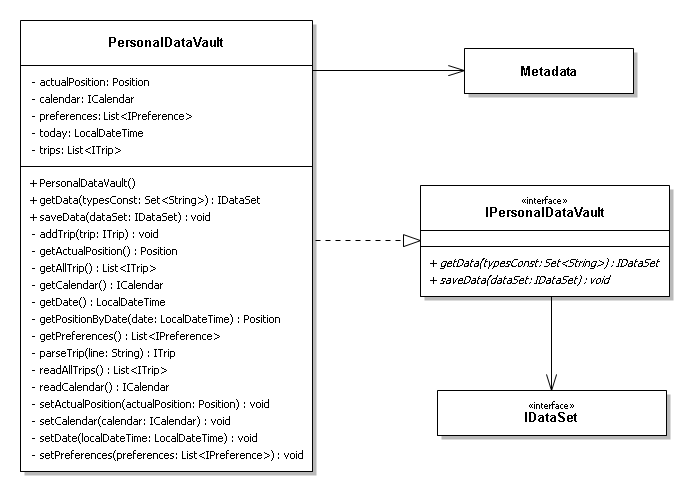 PersonalDataVault
- actualPosition: Position
- calendar: ICalendar
- preferences: List<IPreference>
- today: LocalDateTime
- trips: List<ITrip>
+ PersonalDataVault()
+ getData(typesConst: Set<String>) : IDataSet
+ saveData(dataSet: IDataSet) : void
- addTrip(trip: ITrip) : void
- getActualPosition() : Position
- getAllTrip() : List<ITrip>
- getCalendar() : ICalendar
- getDate() : LocalDateTime
- getPositionByDate(date: LocalDateTime) : Position
- getPreferences() : List<IPreference>
- parseTrip(line: String) : ITrip
- readAllTrips() : List<ITrip>
- readCalendar() : ICalendar
- setActualPosition(actualPosition: Position) : void
- setCalendar(calendar: ICalendar) : void
- setDate(localDateTime: LocalDateTime) : void
- setPreferences(preferences: List<IPreference>) : void
Metadata
«interface»
IPersonalDataVault
+ getData(typesConst: Set<String>) : IDataSet
+ saveData(dataSet: IDataSet) : void
«interface»
IDataSet